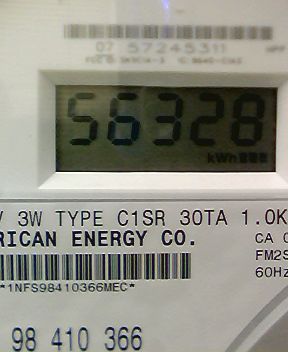 07 57245311
56328
kWh
V 3W TYPE C1SR 30TA 1.0K
RICAN ENERGY CO.
CA 0
FM2S
60Hz
*1NFS98410366MEC*
98 410 366